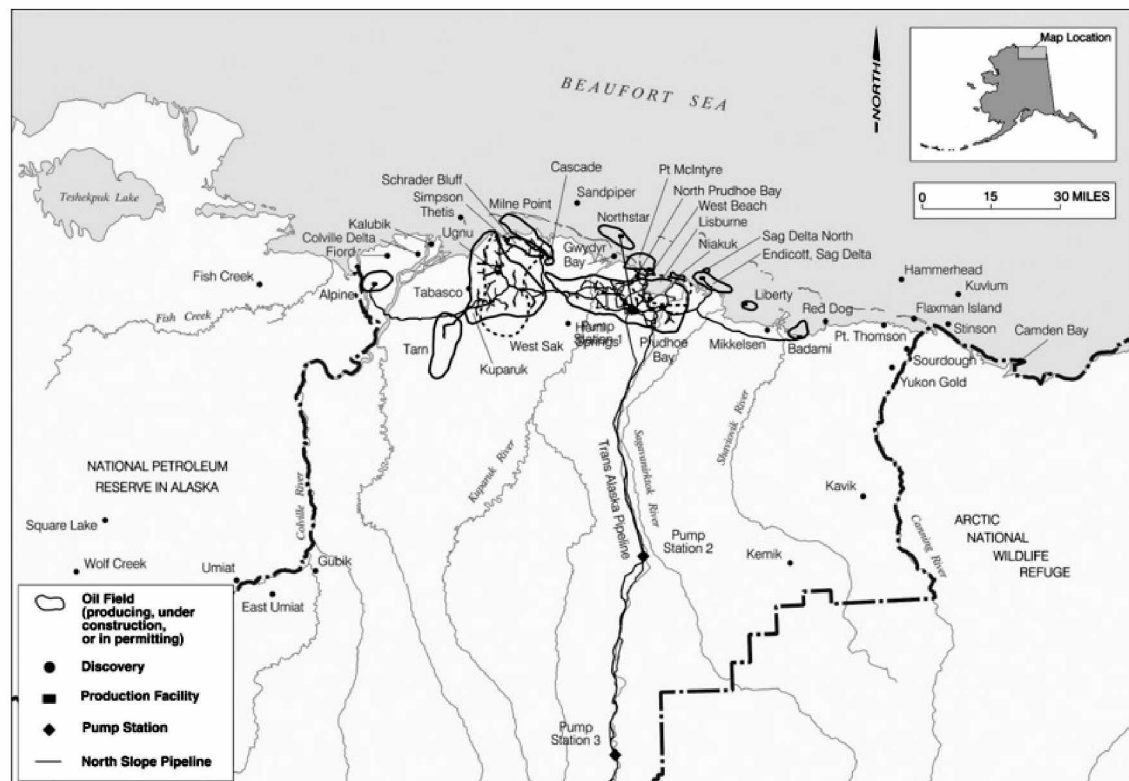 Map Location
NORTH
BEAUFORT SEA
0 15 30 MILES
Teshekpuk Lake
Schrader Bluff
Simpson
Thetis
Ugnu
Milne Point
Cascade
Sandpiper
Northstar
Pt McIntyre
North Prudhoe Bay
West Beach
Lisburne
Niakuk
Sag Delta North
Endicott, Sag Delta
Kalubik
Colville Delta
Fiord
Gwydyr
Bay
Fish Creek
Fish Creek
Alpine
Tabasco
Liberty
Hammerhead
Kuvlum
Red Dog
Flaxman Island
Stinson
Camden Bay
Tarn
West Sak
Pump
Station 1
Springs
Prudhoe
Bay
Mikkelsen
Badami
Pt. Thomson
Sourdough
Yukon Gold
Kuparuk
Kuparuk River
Trans Alaska Pipeline
Sagavanirktok River
Shaviovik River
NATIONAL PETROLEUM
RESERVE IN ALASKA
Colville River
Kavik
Canning River
ARCTIC
NATIONAL
WILDLIFE
REFUGE
Square Lake
Wolf Creek
Umiat
Gubik
East Umiat
Pump
Station 2
Kemik
Pump
Station 3
Oil Field
(producing, under
construction,
or in permitting)
Discovery
Production Facility
Pump Station
North Slope Pipeline